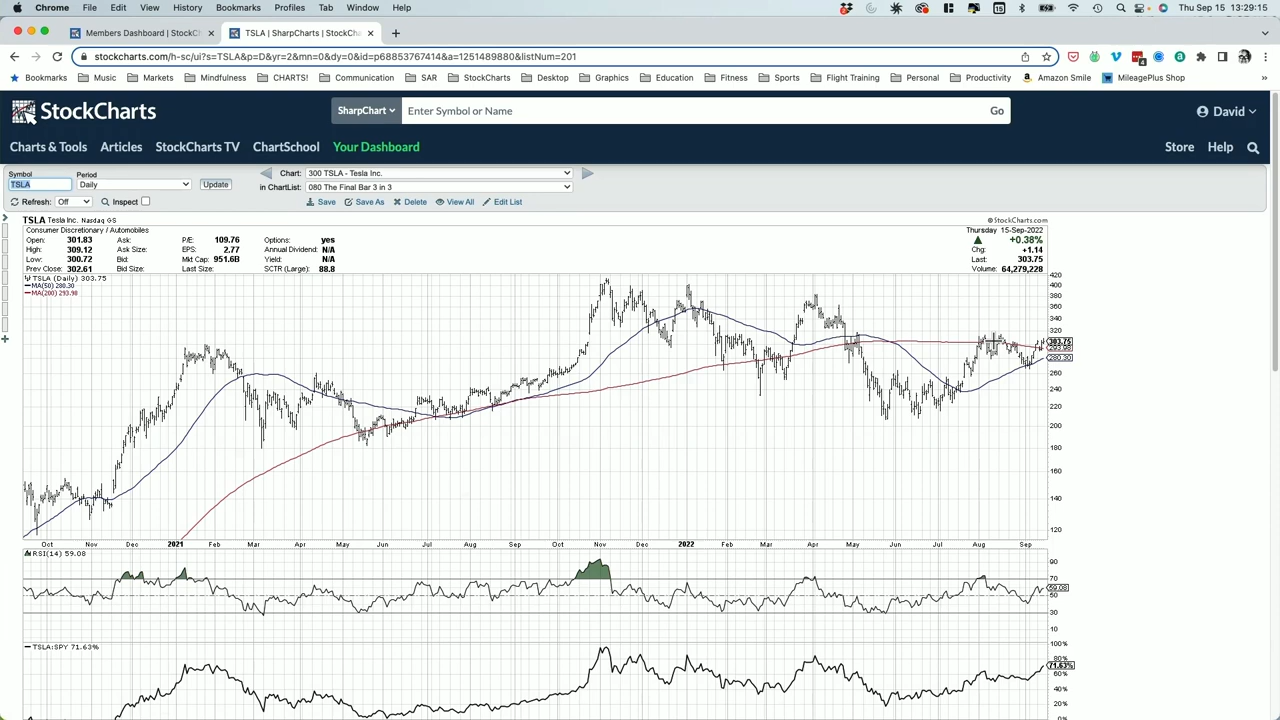 Chrome File Edit View History Bookmarks Profiles Tab Window Help 15 Thu Sep 15 13:29:15
Members Dashboard | StockCh TSLA | SharpCharts | StockCha
stockcharts.com/h-sc/ui?s=TSLA&p=D&yr=2&mn=0&dy=0&id=p68853767414&a=1251489880&listNum=201
Bookmarks Music Markets Mindfulness CHARTS! Communication SAR StockCharts Desktop Graphics Education Fitness Sports Flight Training Personal Productivity Amazon Smile MileagePlus Shop »
StockCharts SharpChart Enter Symbol or Name Go David
Charts & Tools Articles StockCharts TV ChartSchool Your Dashboard Store Help
Symbol Period Chart: 300 TSLA - Tesla Inc.
TSLA Daily Update in ChartList: 080 The Final Bar 3 in 3
Refresh: Off Inspect Save Save As Delete View All Edit List
TSLA Tesla Inc. Nasdaq GS © StockCharts.com
Consumer Discretionary / Automobiles Thursday 15-Sep-2022
Open: 301.83 Ask: P/E: 109.76 Options: yes +0.38%
High: 309.12 Ask Size: EPS: 2.77 Annual Dividend: N/A Chg: +1.14
Low: 300.72 Bid: Mkt Cap: 951.6B Yield: N/A Last: 303.75
Prev Close: 302.61 Bid Size: Last Size: SCTR (Large): 88.8 Volume: 64,279,228
TSLA (Daily) 303.75
MA(50) 280.30
MA(200) 293.98
420
400
380
360
340
320
303.75
293.98
280.30
260
240
220
200
180
160
140
120
Oct Nov Dec 2021 Feb Mar Apr May Jun Jul Aug Sep Oct Nov Dec 2022 Feb Mar Apr May Jun Jul Aug Sep
RSI(14) 59.08
90
70
59.08
50
30
10
TSLA:SPY 71.63%
100%
80%
71.63%
60%
40%
20%
0%